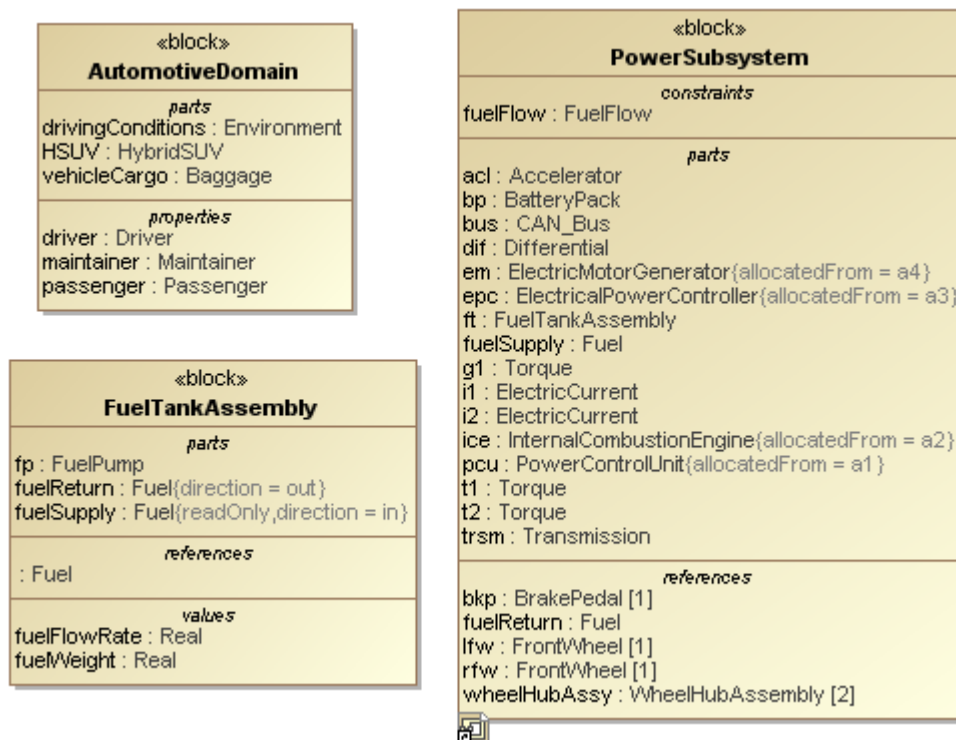 «block»
AutomotiveDomain
parts
drivingConditions : Environment
HSUV : HybridSUV
vehicleCargo : Baggage
properties
driver : Driver
maintainer : Maintainer
passenger : Passenger
«block»
FuelTankAssembly
parts
fp : FuelPump
fuelReturn : Fuel{direction = out}
fuelSupply : Fuel{readOnly,direction = in}
references
: Fuel
values
fuelFlowRate : Real
fuelWeight : Real
«block»
PowerSubsystem
constraints
fuelFlow : FuelFlow
parts
acl : Accelerator
bp : BatteryPack
bus : CAN_Bus
dif : Differential
em : ElectricMotorGenerator{allocatedFrom = a4}
epc : ElectricalPowerController{allocatedFrom = a3}
ft : FuelTankAssembly
fuelSupply : Fuel
g1 : Torque
i1 : ElectricCurrent
i2 : ElectricCurrent
ice : InternalCombustionEngine{allocatedFrom = a2}
pcu : PowerControlUnit{allocatedFrom = a1}
t1 : Torque
t2 : Torque
trsm : Transmission
references
bkp : BrakePedal [1]
fuelReturn : Fuel
lfw : FrontWheel [1]
rfw : FrontWheel [1]
wheelHubAssy : WheelHubAssembly [2]